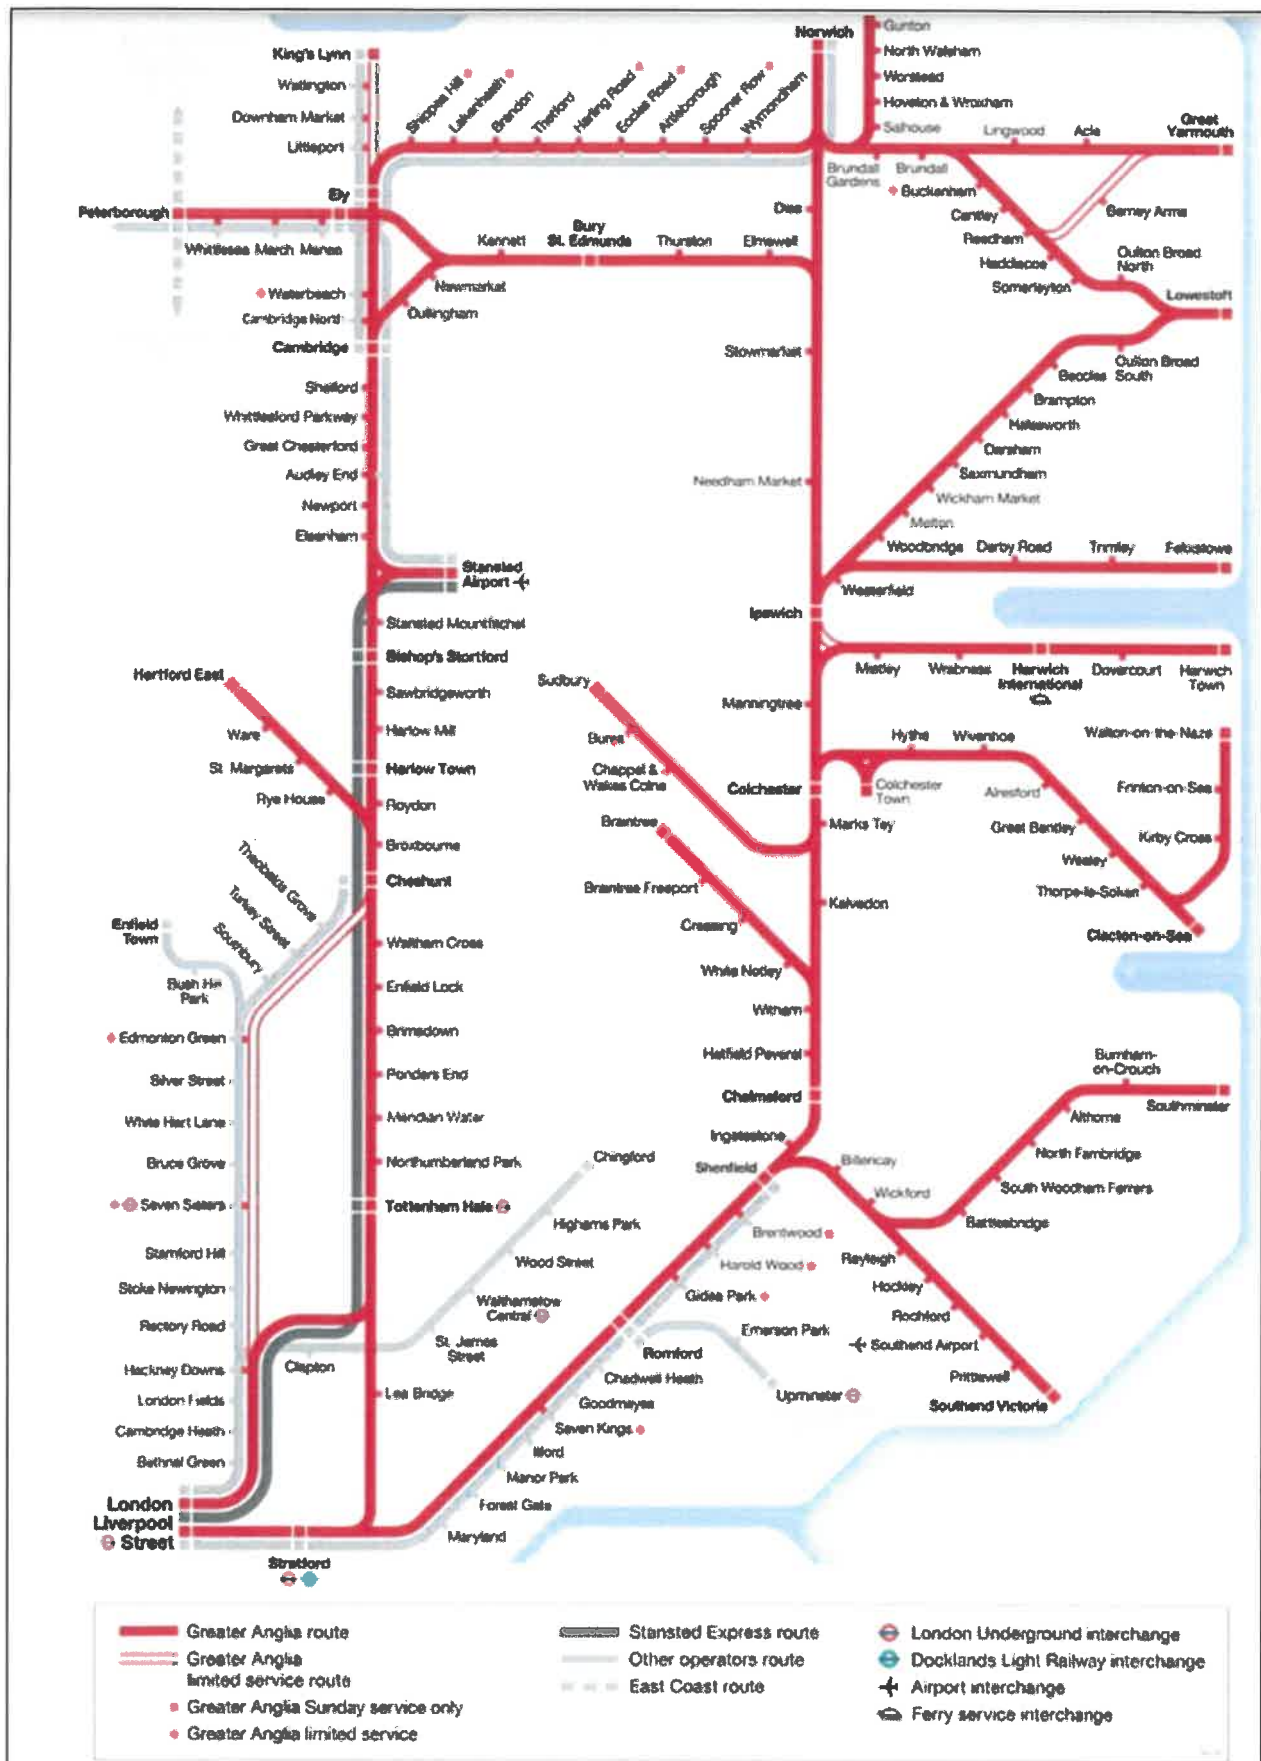 King's Lynn
Watlington
Downham Market
Littleport
Ely
Shippea Hill
Lakenheath
Brandon
Thetford
Harling Road
Eccles Road
Attleborough
Spooner Row
Wymondham
Norwich
Gunton
North Walsham
Worstead
Hoveton & Wroxham
Salhouse
Lingwood
Acle
Great
Yarmouth
Brundall
Gardens
Brundall
Buckenham
Cantley
Reedham
Haddiscoe
Somerleyton
Berney Arms
Oulton Broad
North
Lowestoft
Oulton Broad
South
Beccles
Brampton
Halesworth
Darsham
Saxmundham
Wickham Market
Melton
Woodbridge
Derby Road
Trimley
Felixstowe
Westerfield
Peterborough
Whittlesea
March
Manea
Kennett
Bury
St. Edmunds
Thurston
Elmswell
Diss
Newmarket
Dullingham
Waterbeach
Cambridge North
Cambridge
Shelford
Whittlesford Parkway
Great Chesterford
Audley End
Newport
Elsenham
Stansted
Airport
Stansted Mountfitchet
Bishop's Stortford
Sawbridgeworth
Harlow Mill
Harlow Town
Roydon
Broxbourne
Cheshunt
Waltham Cross
Enfield Lock
Brimsdown
Ponders End
Meridian Water
Northumberland Park
Tottenham Hale
Lea Bridge
Stowmarket
Needham Market
Ipswich
Manningtree
Colchester
Marks Tey
Kelvedon
Witham
Hatfield Peverel
Chelmsford
Ingatestone
Shenfield
Mistley
Wrabness
Harwich
International
Dovercourt
Harwich
Town
Hythe
Wivenhoe
Colchester
Town
Alresford
Great Bentley
Weeley
Thorpe-le-Soken
Clacton-on-Sea
Walton-on-the-Naze
Frinton-on-Sea
Kirby Cross
Hertford East
Ware
St. Margarets
Rye House
Sudbury
Bures
Chappel &
Wakes Colne
Braintree
Braintree Freeport
Cressing
White Notley
Theobalds Grove
Turkey Street
Southbury
Enfield
Town
Bush Hill
Park
Edmonton Green
Silver Street
White Hart Lane
Bruce Grove
Seven Sisters
Stamford Hill
Stoke Newington
Rectory Road
Hackney Downs
London Fields
Cambridge Heath
Bethnal Green
London
Liverpool
Street
Stratford
Clapton
St. James
Street
Walthamstow
Central
Wood Street
Highams Park
Chingford
Billericay
Wickford
Battlesbridge
South Woodham Ferrers
North Fambridge
Althorne
Burnham-
on-Crouch
Southminster
Rayleigh
Hockley
Rochford
Southend Airport
Prittlewell
Southend Victoria
Brentwood
Harold Wood
Gidea Park
Emerson Park
Romford
Upminster
Chadwell Heath
Goodmayes
Seven Kings
Ilford
Manor Park
Forest Gate
Maryland
Greater Anglia route
Greater Anglia
limited service route
Greater Anglia Sunday service only
Greater Anglia limited service
Stansted Express route
Other operators route
East Coast route
London Underground interchange
Docklands Light Railway interchange
Airport interchange
Ferry service interchange